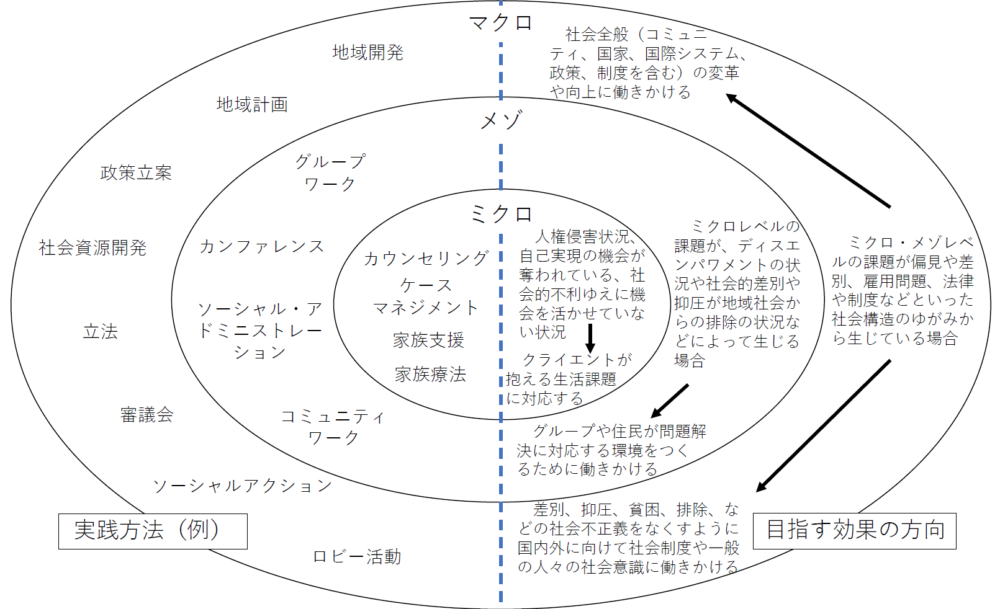 マクロ
地域開発
地域計画
政策立案
社会資源開発
立法
審議会
ソーシャルアクション
ロビー活動
メゾ
グループ
ワーク
カンファレンス
ソーシャル・ア
ドミニストレー
ション
コミュニティ
ワーク
ミクロ
カウンセリング
ケース
マネジメント
家族支援
家族療法
人権侵害状況、
自己実現の機会が
奪われている、社
会的不利ゆえに機
会を活かせていな
い状況
クライエントが
抱える生活課題
に対応する
ミクロレベルの
課題が、ディスエ
ンパワメントの状
況や社会的差別や
抑圧が地域社会か
らの排除の状況な
どによって生じる
場合
グループや住民が問題解
決に対応する環境をつく
るために働きかける
社会全般（コミュニ
ティ、国家、国際システム、
政策、制度を含む）の変革
や向上に働きかける
ミクロ・メゾレベ
ルの課題が偏見や差
別、雇用問題、法律
や制度などといった
社会構造のゆがみか
ら生じている場合
差別、抑圧、貧困、排除、な
どの社会不正義をなくすように
国内外に向けて社会制度や一般
の人々の社会意識に働きかける
実践方法（例）
目指す効果の方向